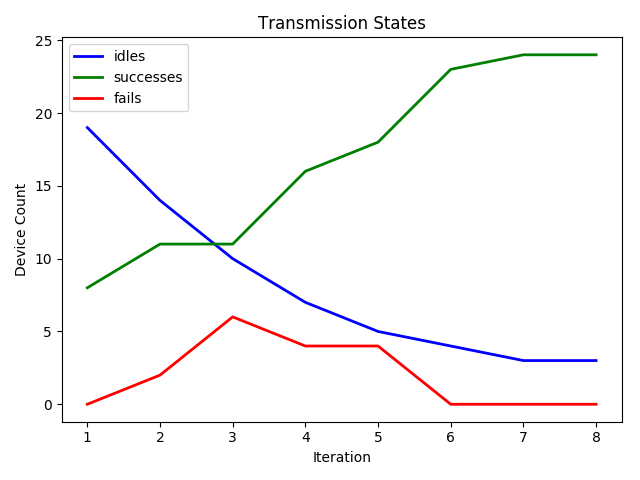 Transmission States
idles
successes
fails
25
20
15
10
5
0
Device Count
1 2 3 4 5 6 7 8
Iteration